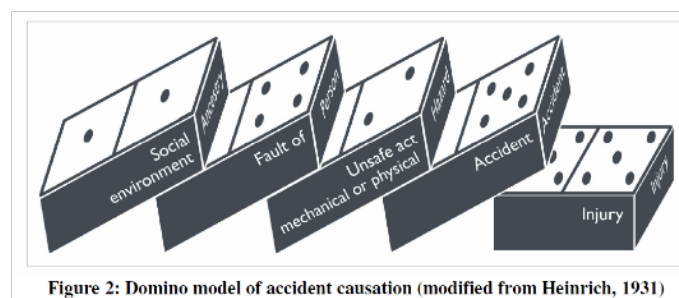 Social
environment
Ancestry
Fault of
Person
Unsafe act
mechanical or physical
Hazard
Accident
Accident
Injury
Injury
Figure 2: Domino model of accident causation (modified from Heinrich, 1931)